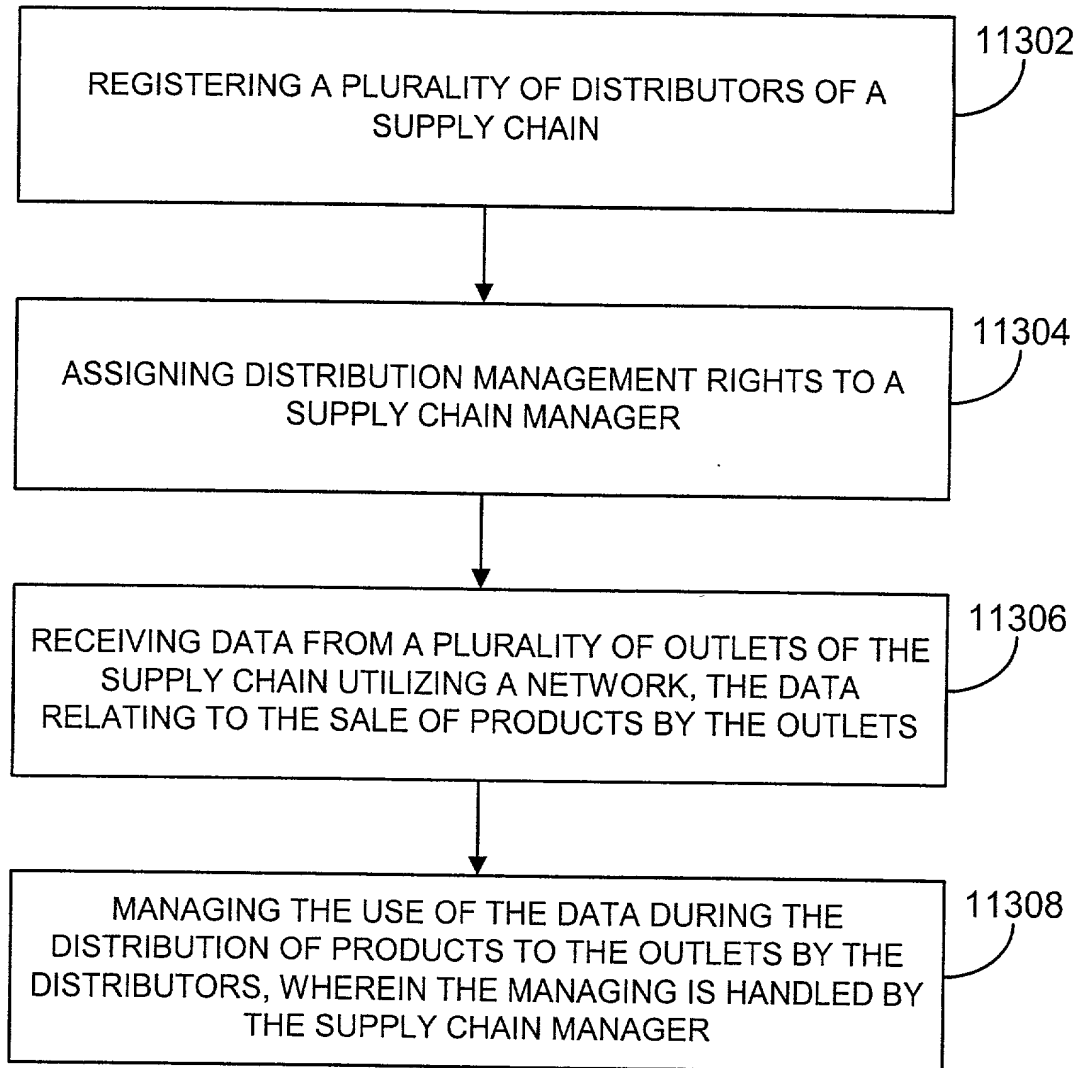 11302
REGISTERING A PLURALITY OF DISTRIBUTORS OF A
SUPPLY CHAIN
11304
ASSIGNING DISTRIBUTION MANAGEMENT RIGHTS TO A
SUPPLY CHAIN MANAGER
11306
RECEIVING DATA FROM A PLURALITY OF OUTLETS OF THE
SUPPLY CHAIN UTILIZING A NETWORK, THE DATA
RELATING TO THE SALE OF PRODUCTS BY THE OUTLETS
11308
MANAGING THE USE OF THE DATA DURING THE
DISTRIBUTION OF PRODUCTS TO THE OUTLETS BY THE
DISTRIBUTORS, WHEREIN THE MANAGING IS HANDLED BY
THE SUPPLY CHAIN MANAGER